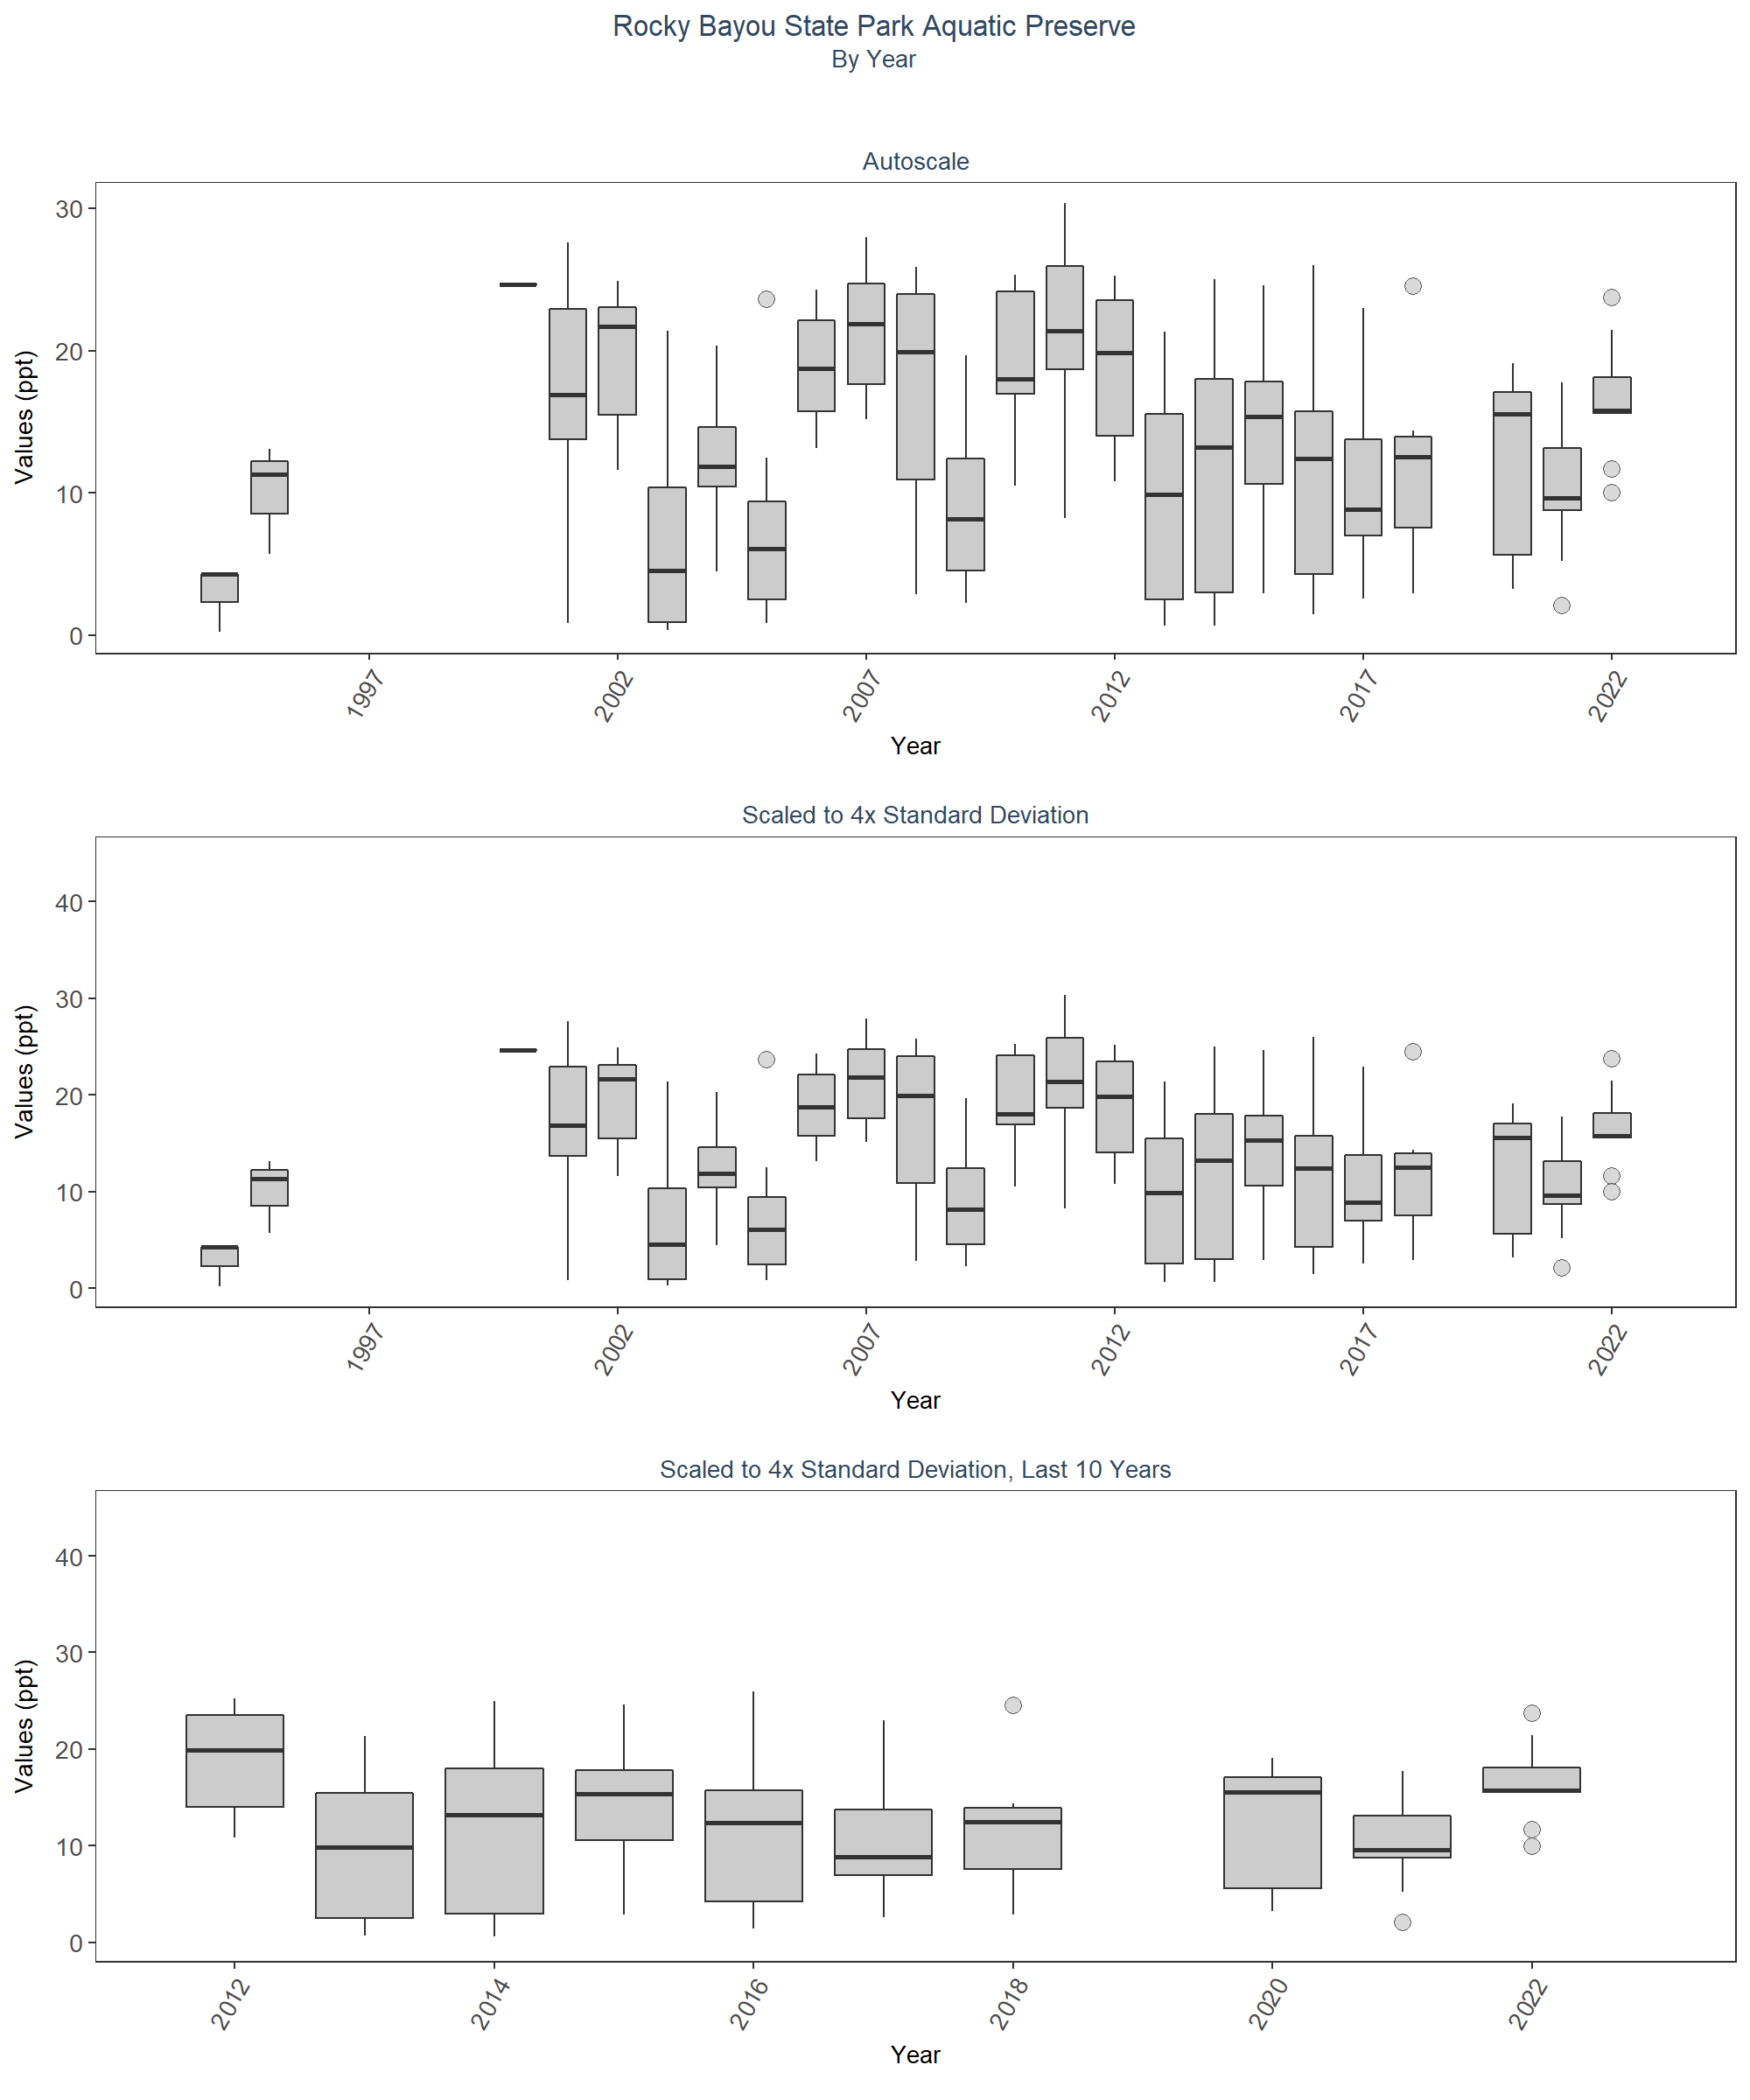 Rocky Bayou State Park Aquatic Preserve
By Year
Autoscale
Values (ppt)
30
20
10
0
1997 2002 2007 2012 2017 2022
Year
Scaled to 4x Standard Deviation
Values (ppt)
40
30
20
10
0
1997 2002 2007 2012 2017 2022
Year
Scaled to 4x Standard Deviation, Last 10 Years
Values (ppt)
40
30
20
10
0
2012 2014 2016 2018 2020 2022
Year